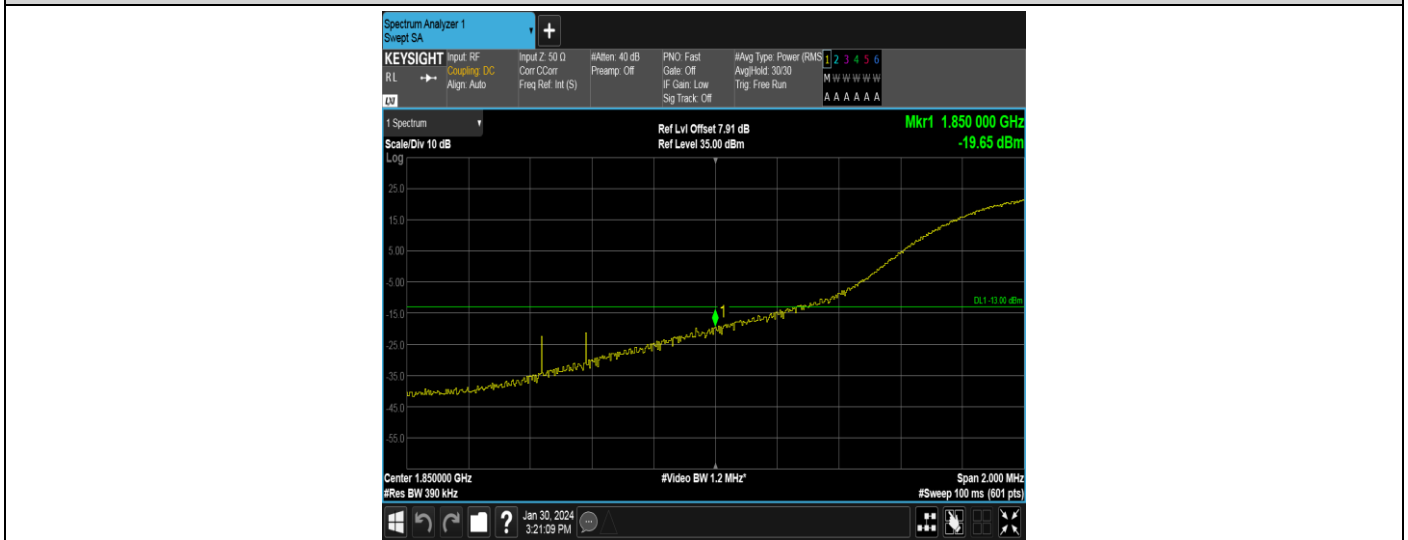 Spectrum Analyzer 1
Swept SA
+
KEYSIGHT
RL
LXI
Input: RF
Coupling: DC
Align: Auto
Input Z: 50 Ω
Corr CCorr
Freq Ref: Int (S)
#Atten: 40 dB
Preamp: Off
PNO: Fast
Gate: Off
IF Gain: Low
Sig Track: Off
#Avg Type: Power (RMS
Avg|Hold: 30/30
Trig: Free Run
1 2 3 4 5 6
M W W W W W
A A A A A A
1 Spectrum
Scale/Div 10 dB
Log
Ref Lvl Offset 7.91 dB
Ref Level 35.00 dBm
Mkr1 1.850 000 GHz
-19.65 dBm
25.0
15.0
5.00
-5.00
-15.0
-25.0
-35.0
-45.0
-55.0
1
DL1 -13.00 dBm
Center 1.850000 GHz
#Res BW 390 kHz
#Video BW 1.2 MHz*
Span 2.000 MHz
#Sweep 100 ms (601 pts)
?
Jan 30, 2024
3:21:09 PM